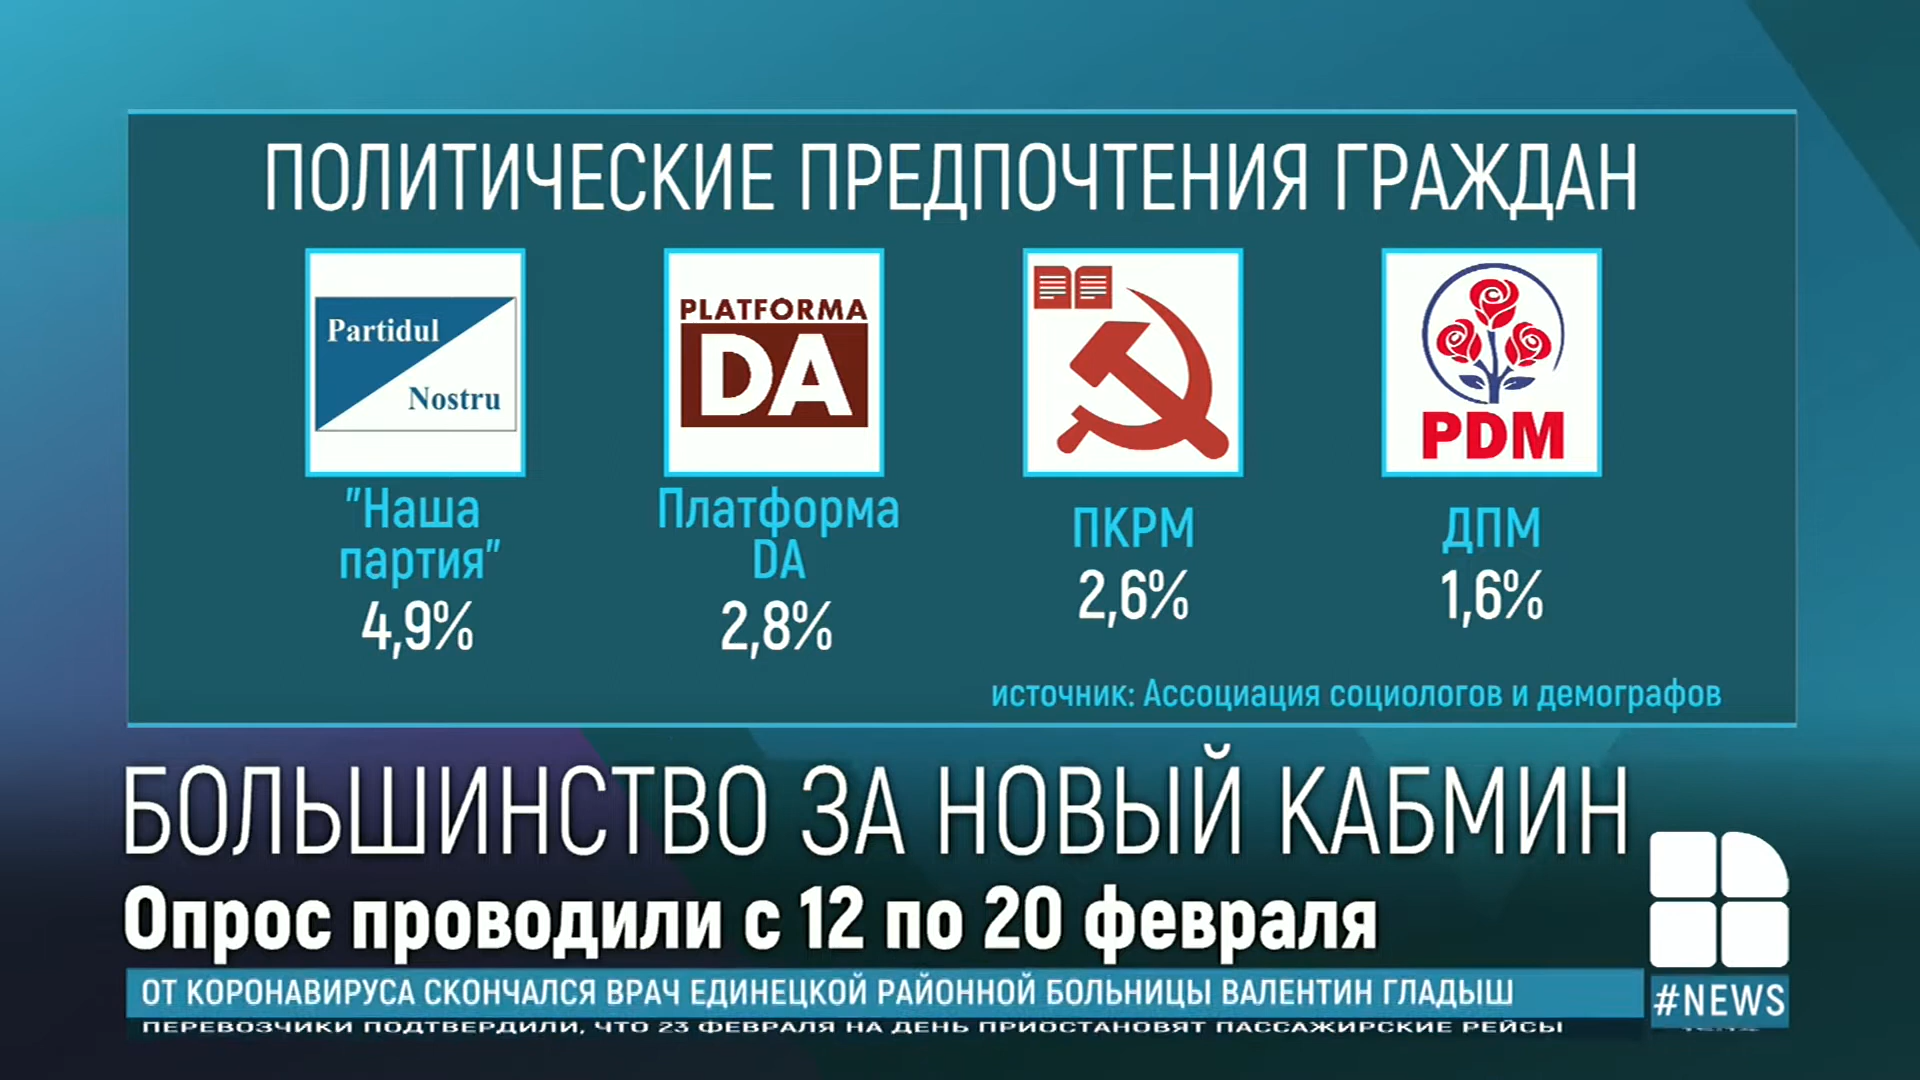 ПОЛИТИЧЕСКИЕ ПРЕДПОЧТЕНИЯ ГРАЖДАН
Partidul
Nostru
PLATFORMA
DA
PDM
"Наша
партия"
4,9%
Платформа
DA
2,8%
ПКРМ
2,6%
ДПМ
1,6%
источник: Ассоциация социологов и демографов
БОЛЬШИНСТВО ЗА НОВЫЙ КАБМИН
Опрос проводили с 12 по 20 февраля
ОТ КОРОНАВИРУСА СКОНЧАЛСЯ ВРАЧ ЕДИНЕЦКОЙ РАЙОННОЙ БОЛЬНИЦЫ ВАЛЕНТИН ГЛАДЫШ
#NEWS
ПЕРЕВОЗЧИКИ ПОДТВЕРДИЛИ, ЧТО 23 ФЕВРАЛЯ НА ДЕНЬ ПРИОСТАНОВЯТ ПАССАЖИРСКИЕ РЕЙСЫ